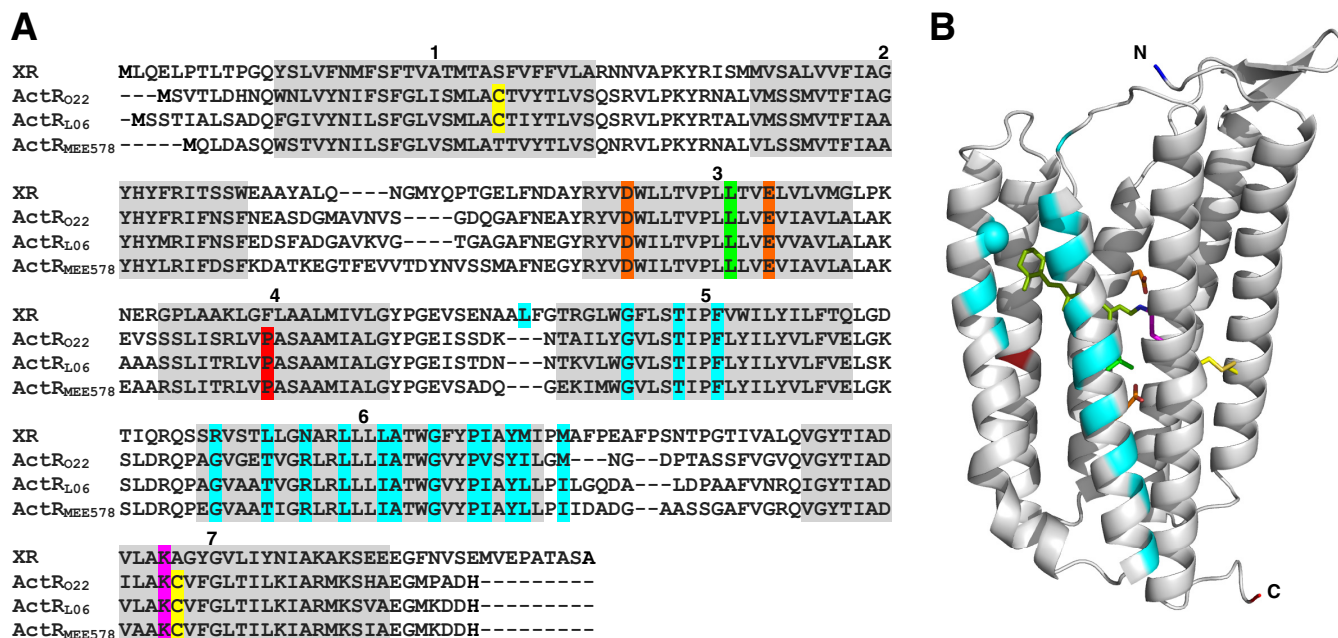 A
B
1
2
XR MLQELPTLTPGQYSLVFNMFSFTVATMTASFVFFVLARNNVAPKYRISMMVSALVVFIAG
ActRO22 ---MSVTLDHNQWNLVYNIFSFGLISMLACTVYTLVSQSRVLPKYRNALVMSSMVTFIAG
ActRL06 -MSSTIALSADQFGIVYNILSFGLVSMLACTIYTLVSQSRVLPKYRTALVMSSMVTFIAA
ActRMEE578 -----MQLDASQWSTVYNILSFGLVSMLATTVYTLVSQSRVLPKYRNALVLSSMVTFIAA
3
XR YHYFRITSSWEAAYALQ----NGMYQPTGELFNDAYRYVDWLLTVPLLTVELVLVMGLPK
ActRO22 YHYFRIFNSFNEASDGMAVNVS----GDQGAFNEAYRYVDWLLTVPLLLVEVIAVLALAK
ActRL06 YHYMRIFNSFEDSFADGAVKVG----TGAGAFNEGYRYVDWILTVPLLLVEVVAVLALAK
ActRMEE578 YHYLRIFDSFKDATKEGTFEVVTDYNVSSMAFNEGYRYVDWILTVPLLLVEVIAVLALAK
4
5
XR NERGPLAAKLGFLAALMIVLGYPGEVSENAALFGTRGLWGFLSTIPFVWILYILFTQLGD
ActRO22 EVSSSLISRLVPASAAMIALGYPGEISSDK---NTAILYGVLSTIPFLYILYVLFVELGK
ActRL06 AAASSLITRLVPASAAMIALGYPGEISTDN---NTKVLWGVLSTIPFLYILYVLFVELSK
ActRMEE578 EAARSLITRLVPASAAMIALGYPGEVSADQ---GEKIMWGVLSTIPFLYILYVLFVELGK
6
XR TIQRQSSRVSTLLGNARLLLLLATWGFYPIAYMIPMAFPEAFPSNTPGTIVALQVGYTIAD
ActRO22 SLDRQPAGVGETVGRLRLLLIATWGVYPVSYILGM---NG--DPTASSFVGVQVGYTIAD
ActRL06 SLDRQPAGVAATVGRLRLLLIATWGVYPIAYLLPILGQDA---LDPAAFVNRQIGYTIAD
ActRMEE578 SLDRQPEGVAATIGRLRLLLIATWGVYPIAYLLPIIDADG--AASSGAFVGRQVGYTIAD
7
XR VLAKAGYGVLIYNIAKAKSEEEGFNVSEMVEPATASA
ActRO22 ILAKCVFGLTILKIARMKSHAEGMPADH---------
ActRL06 VLAKCVFGLTILKIARMKSVAEGMKDDH---------
ActRMEE578 VAAKCVFGLTILKIARMKSIAEGMKDDH---------
N
C